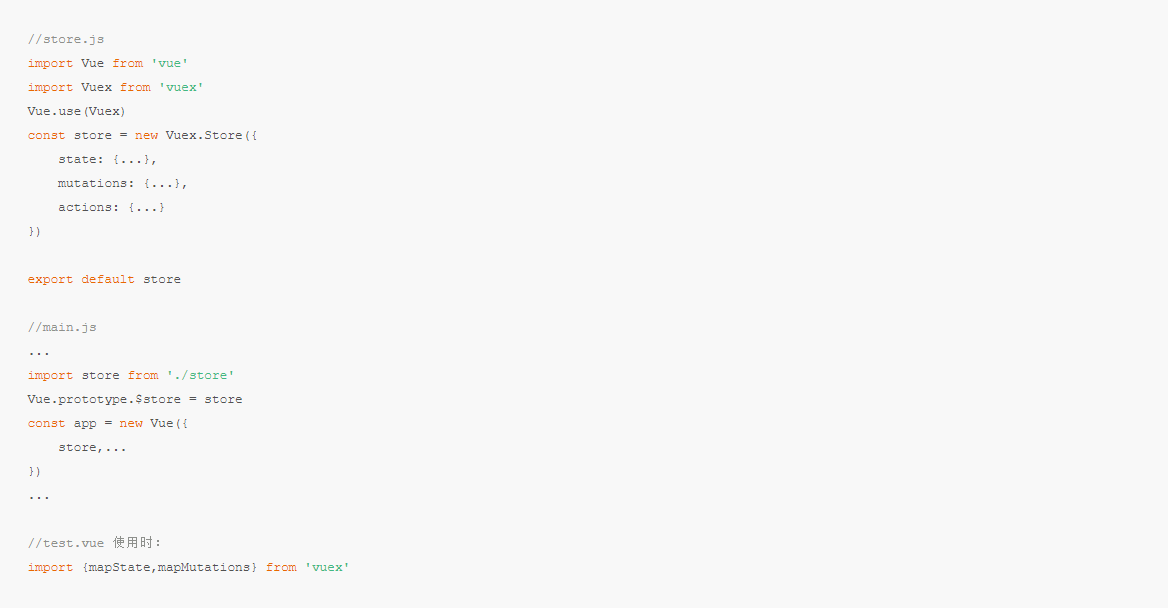 //store.js
import Vue from 'vue'
import Vuex from 'vuex'
Vue.use(Vuex)
const store = new Vuex.Store({
    state: {...},
    mutations: {...},
    actions: {...}
})
export default store
//main.js
...
import store from './store'
Vue.prototype.$store = store
const app = new Vue({
    store,...
})
...
//test.vue 使用时:
import {mapState,mapMutations} from 'vuex'